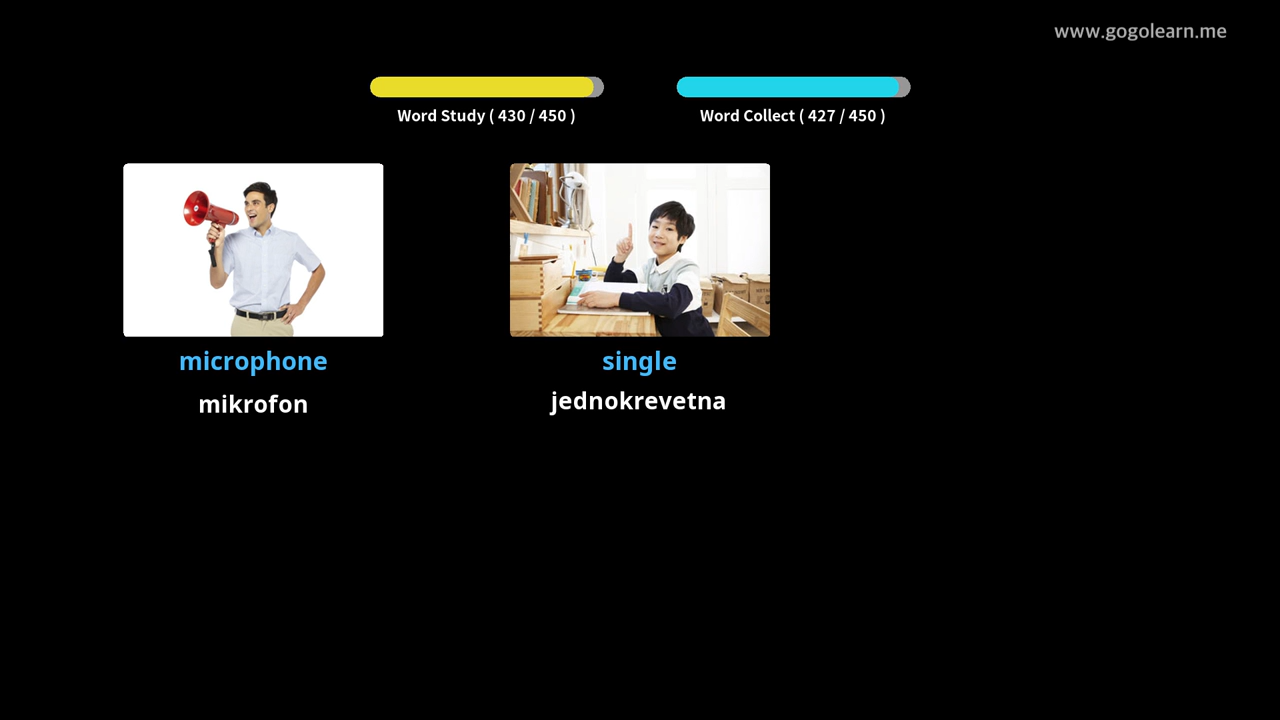 www.gogolearn.me
Word Study ( 430 / 450 )
Word Collect ( 427 / 450 )
microphone
mikrofon
single
jednokrevetna